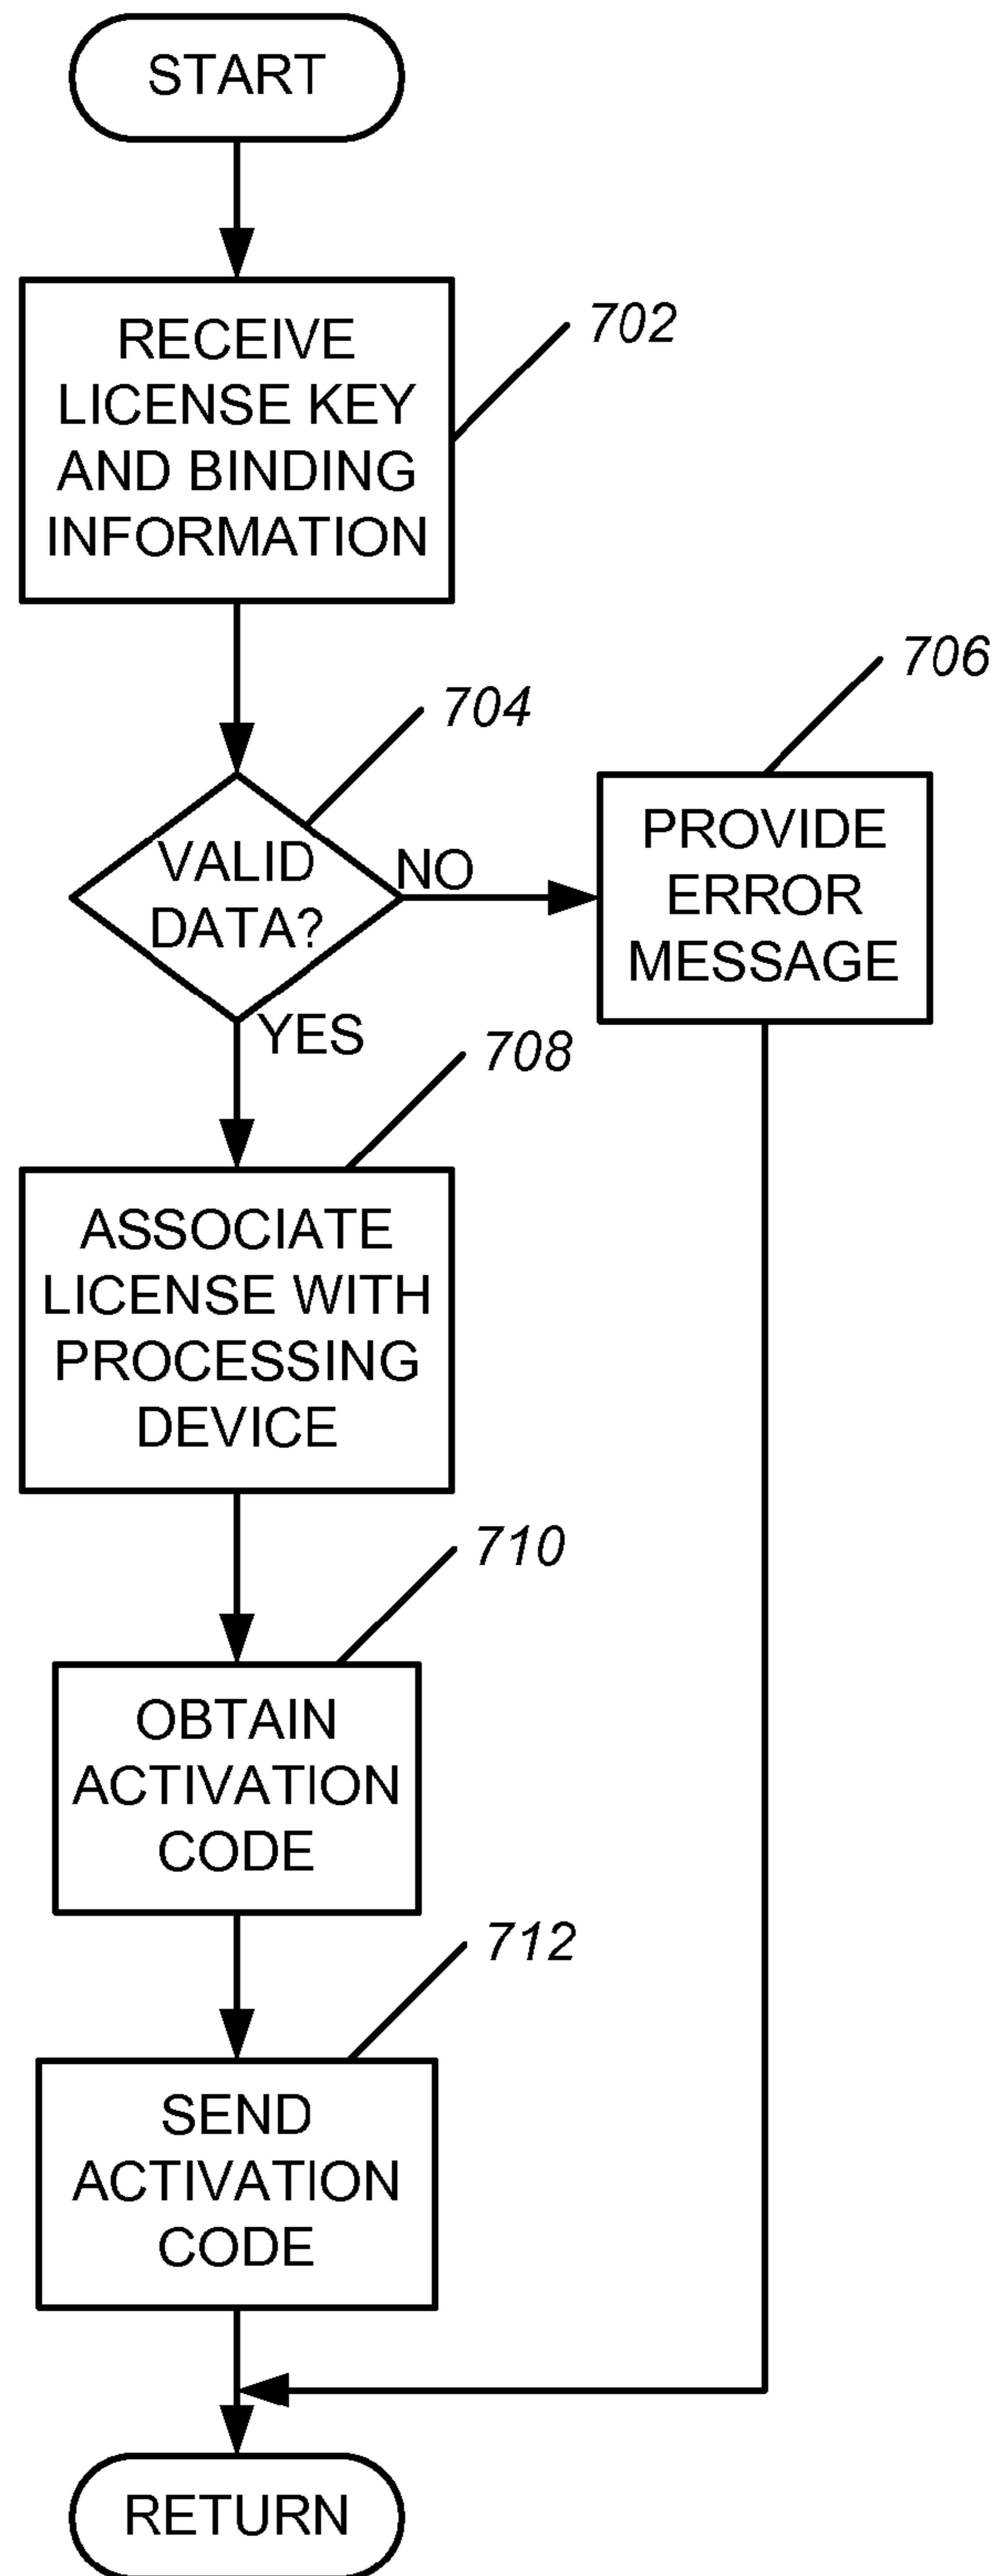 START
RECEIVE
LICENSE KEY
AND BINDING
INFORMATION
702
704
VALID
DATA?
NO
YES
706
PROVIDE
ERROR
MESSAGE
708
ASSOCIATE
LICENSE WITH
PROCESSING
DEVICE
710
OBTAIN
ACTIVATION
CODE
712
SEND
ACTIVATION
CODE
RETURN